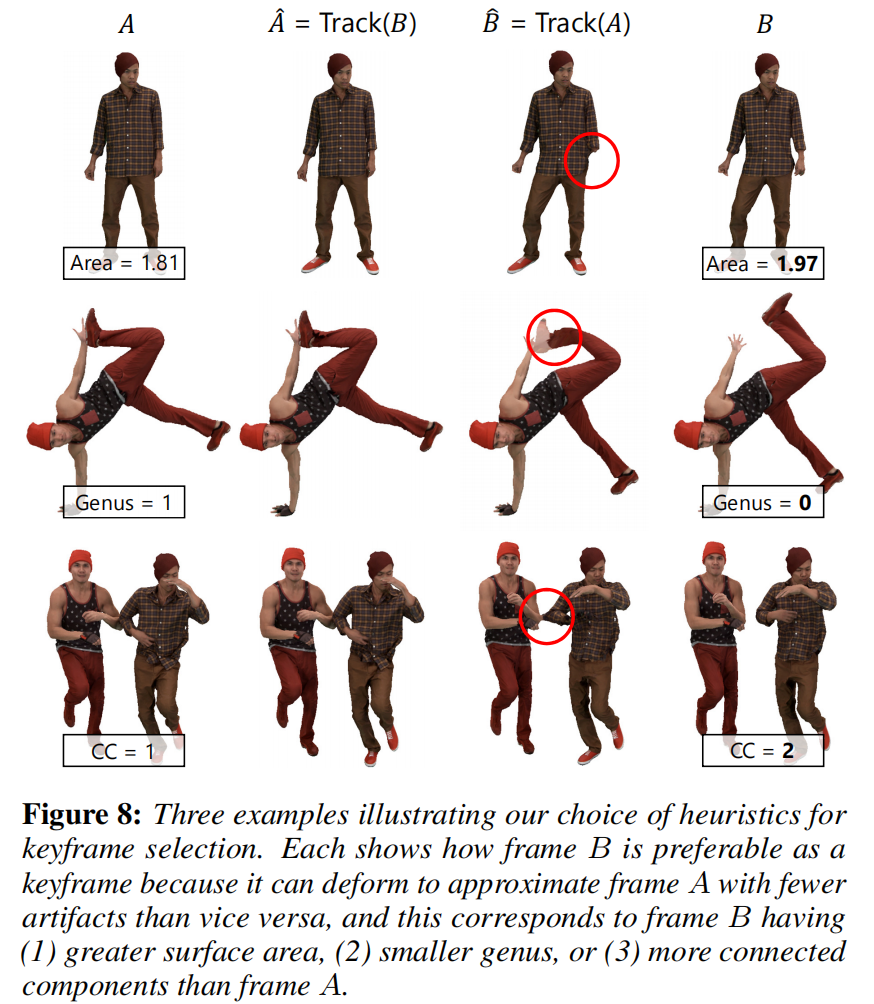 A
Â = Track(B)
B̂ = Track(A)
B
Area = 1.81
Area = 1.97
Genus = 1
Genus = 0
CC = 1
CC = 2
Figure 8: Three examples illustrating our choice of heuristics for
keyframe selection. Each shows how frame B is preferable as a
keyframe because it can deform to approximate frame A with fewer
artifacts than vice versa, and this corresponds to frame B having
(1) greater surface area, (2) smaller genus, or (3) more connected
components than frame A.